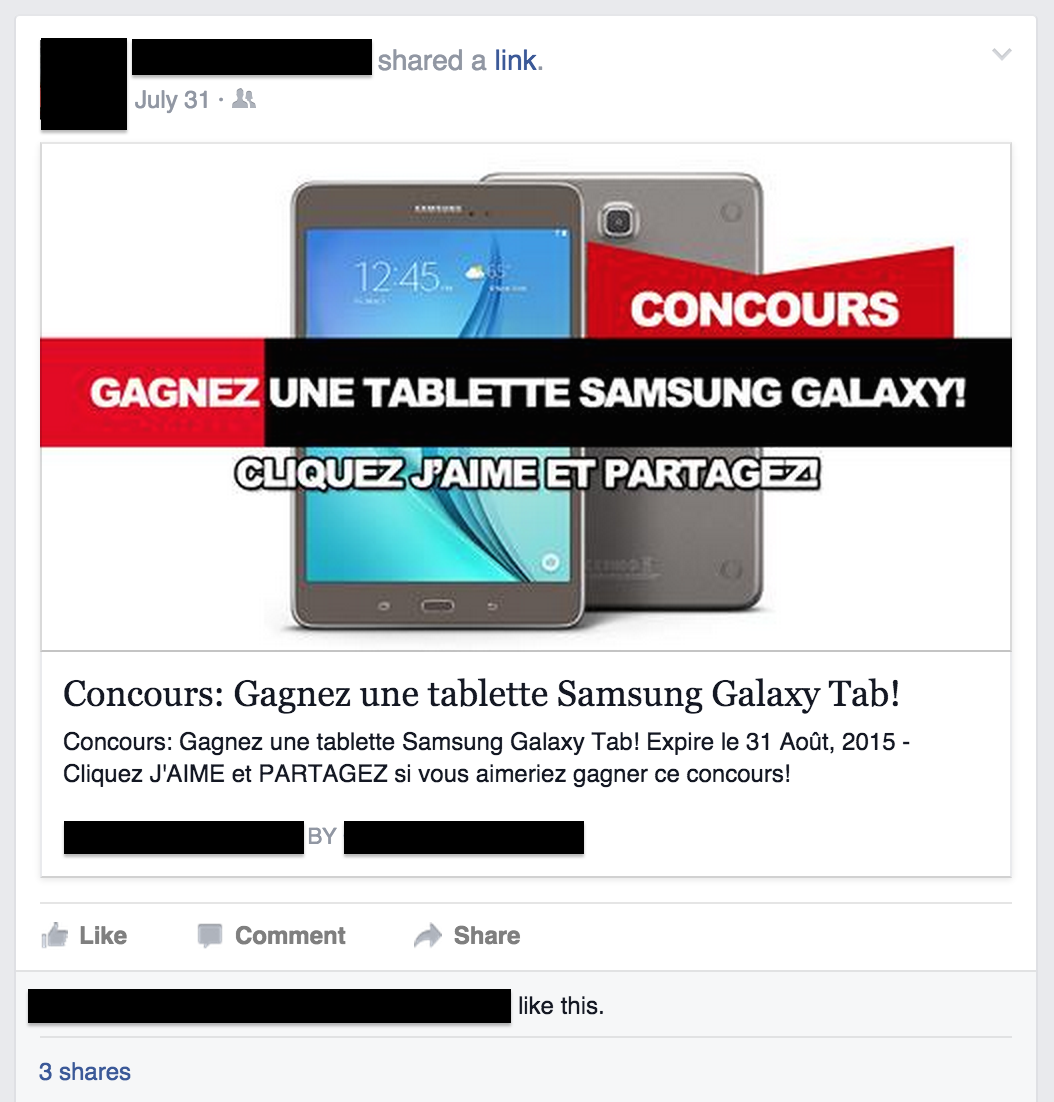 shared a link.
July 31 ·
SAMSUNG
12:45
65°
CONCOURS
GAGNEZ UNE TABLETTE SAMSUNG GALAXY!
CLIQUEZ J'AIME ET PARTAGEZ!
Concours: Gagnez une tablette Samsung Galaxy Tab!
Concours: Gagnez une tablette Samsung Galaxy Tab! Expire le 31 Août, 2015 -
Cliquez J'AIME et PARTAGEZ si vous aimeriez gagner ce concours!
BY
Like Comment Share
like this.
3 shares